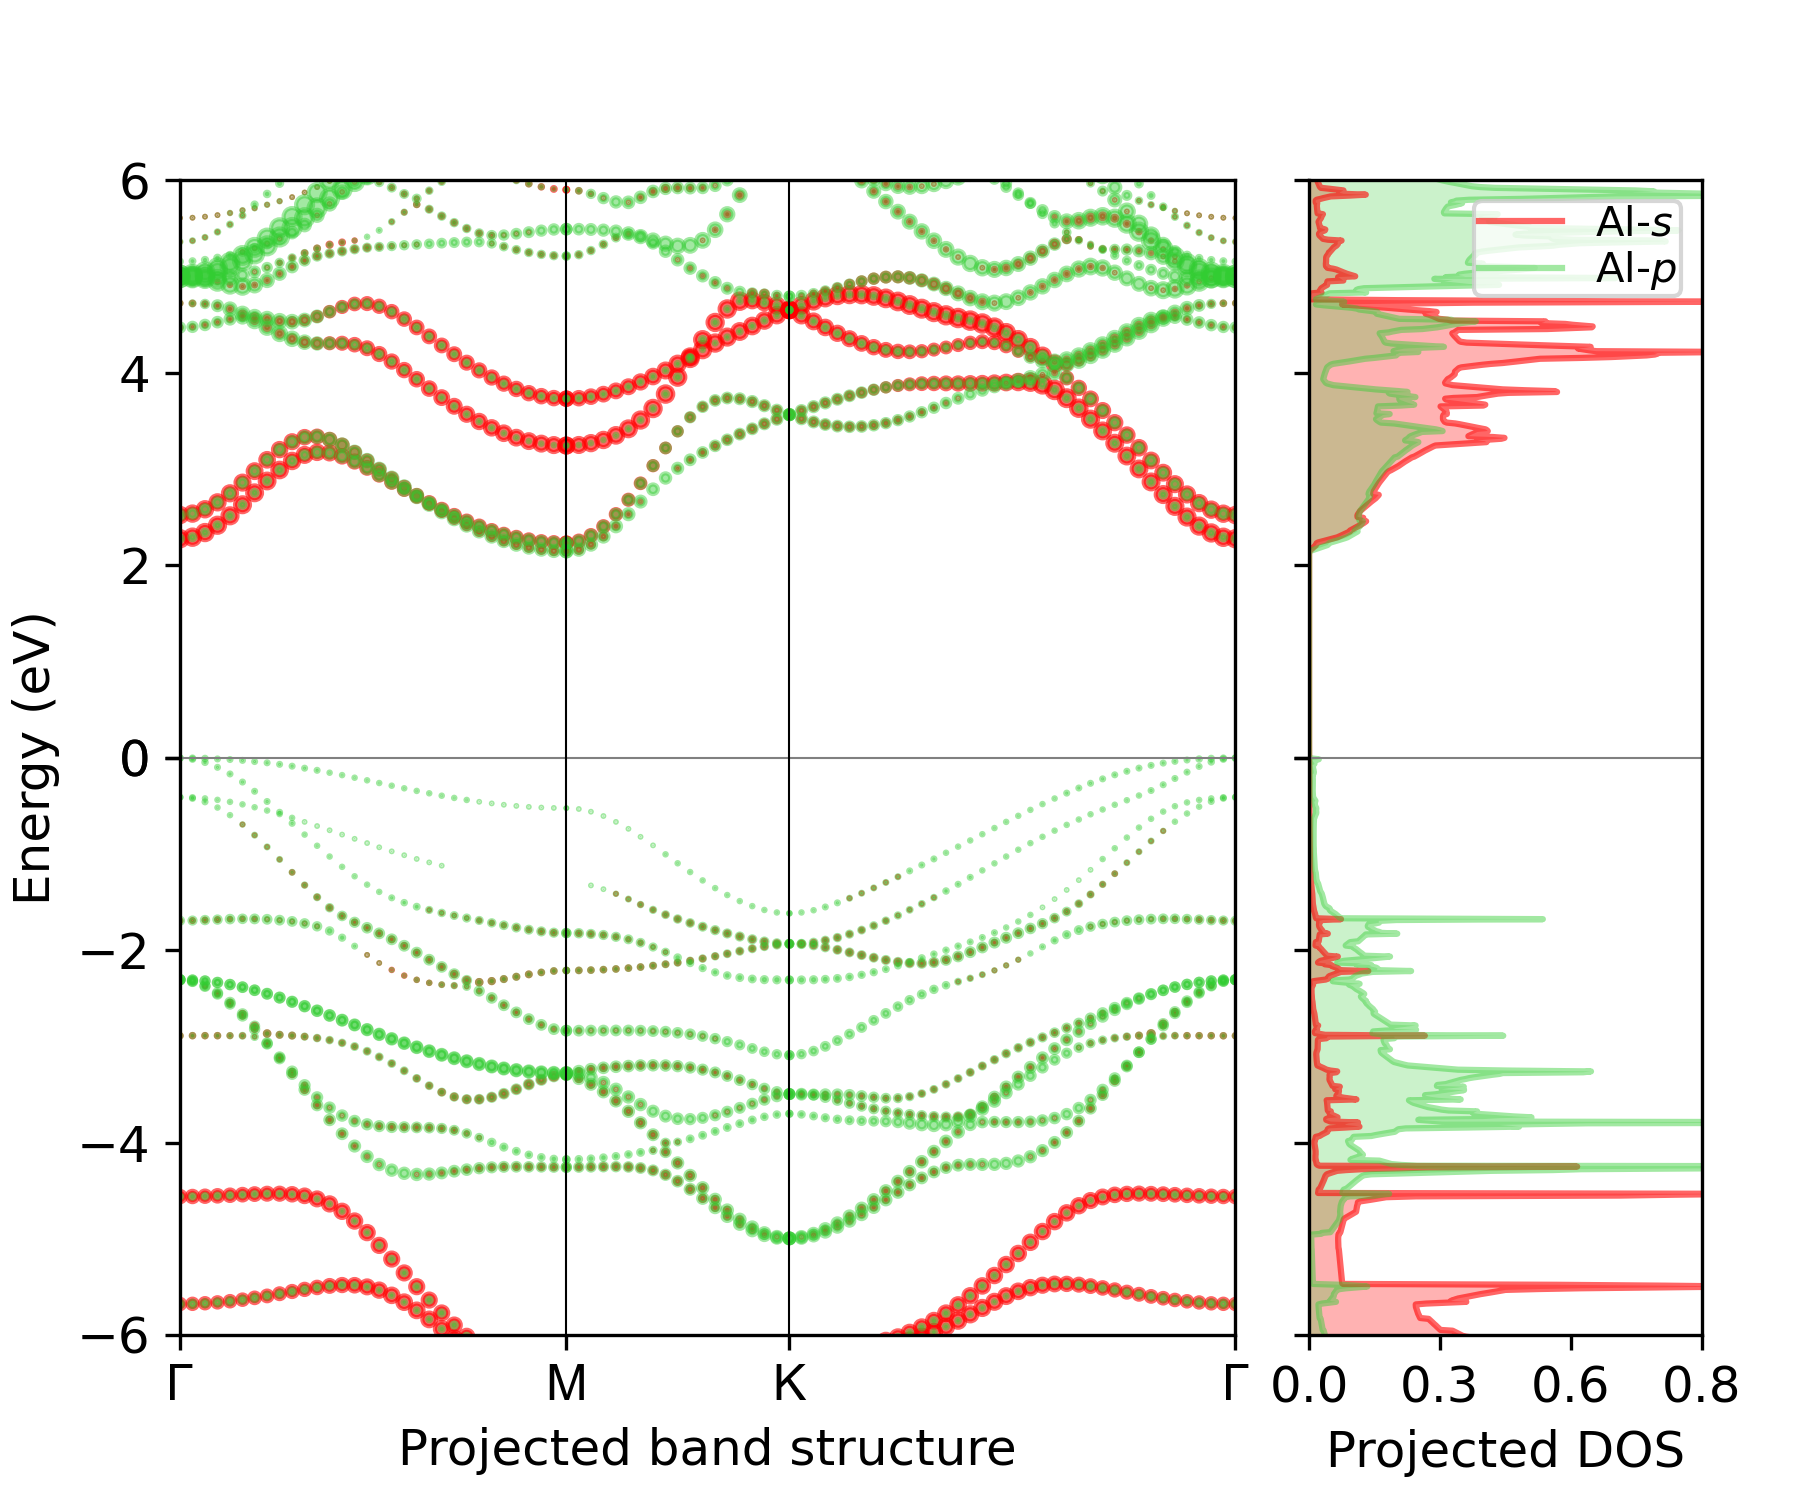 Energy (eV)
6
4
2
0
−2
−4
−6
Γ M K Γ
Projected band structure
Al-s
Al-p
0.0 0.3 0.6 0.8
Projected DOS